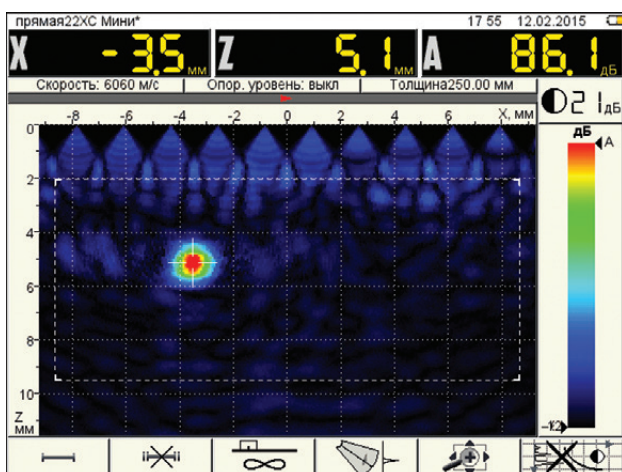 прямая22ХС Мини* 17 55 12.02.2015
X -3.5 мм Z 5.1 мм A 86.1 дБ
Скорость: 6060 м/с Опор. уровень: выкл Толщина250.00 мм
21 дБ
-8 -6 -4 -2 0 2 4 6 X, мм
дБ
A
0
2
4
6
8
10
Z
мм
-12